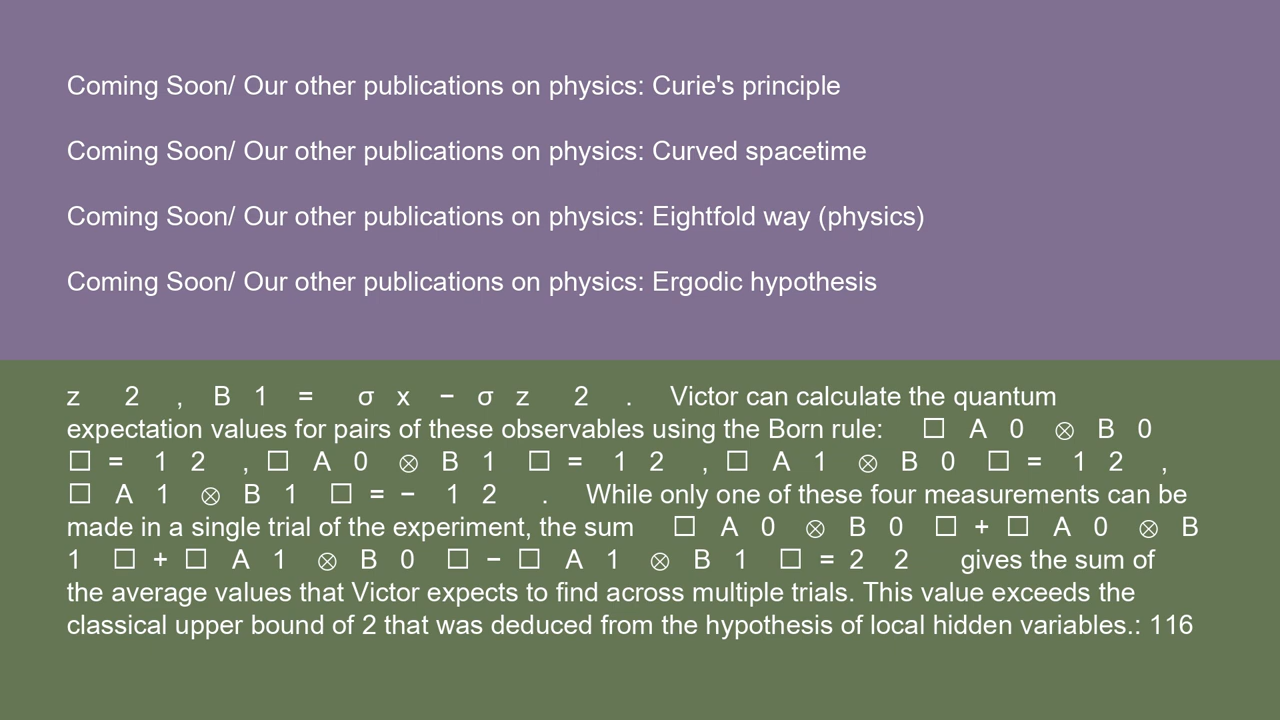 Coming Soon/ Our other publications on physics: Curie's principle
Coming Soon/ Our other publications on physics: Curved spacetime
Coming Soon/ Our other publications on physics: Eightfold way (physics)
Coming Soon/ Our other publications on physics: Ergodic hypothesis
z 2 , B 1 = σ x − σ z 2 . Victor can calculate the quantum
expectation values for pairs of these observables using the Born rule: □ A 0 ⊗ B 0
□ = 1 2 , □ A 0 ⊗ B 1 □ = 1 2 , □ A 1 ⊗ B 0 □ = 1 2 ,
□ A 1 ⊗ B 1 □ = − 1 2 . While only one of these four measurements can be
made in a single trial of the experiment, the sum □ A 0 ⊗ B 0 □ + □ A 0 ⊗ B
1 □ + □ A 1 ⊗ B 0 □ − □ A 1 ⊗ B 1 □ = 2 2 gives the sum of
the average values that Victor expects to find across multiple trials. This value exceeds the
classical upper bound of 2 that was deduced from the hypothesis of local hidden variables.: 116